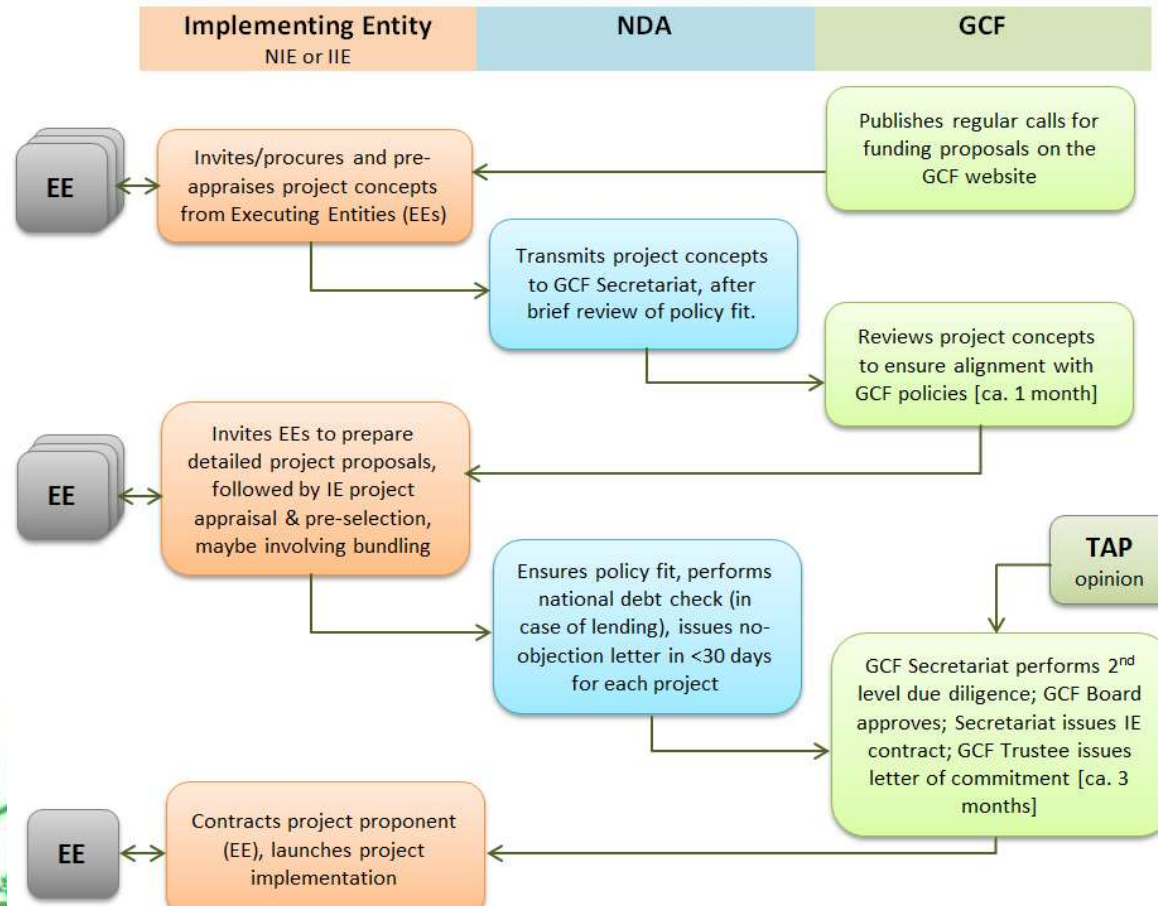 Implementing Entity
NIE or IIE
NDA
GCF
Publishes regular calls for
funding proposals on the
GCF website
EE
Invites/procures and pre-
appraises project concepts
from Executing Entities (EEs)
Transmits project concepts
to GCF Secretariat, after
brief review of policy fit.
Reviews project concepts
to ensure alignment with
GCF policies [ca. 1 month]
EE
Invites EEs to prepare
detailed project proposals,
followed by IE project
appraisal & pre-selection,
maybe involving bundling
TAP
opinion
Ensures policy fit, performs
national debt check (in
case of lending), issues no-
objection letter in <30 days
for each project
GCF Secretariat performs 2nd
level due diligence; GCF Board
approves; Secretariat issues IE
contract; GCF Trustee issues
letter of commitment [ca. 3
months]
EE
Contracts project proponent
(EE), launches project
implementation